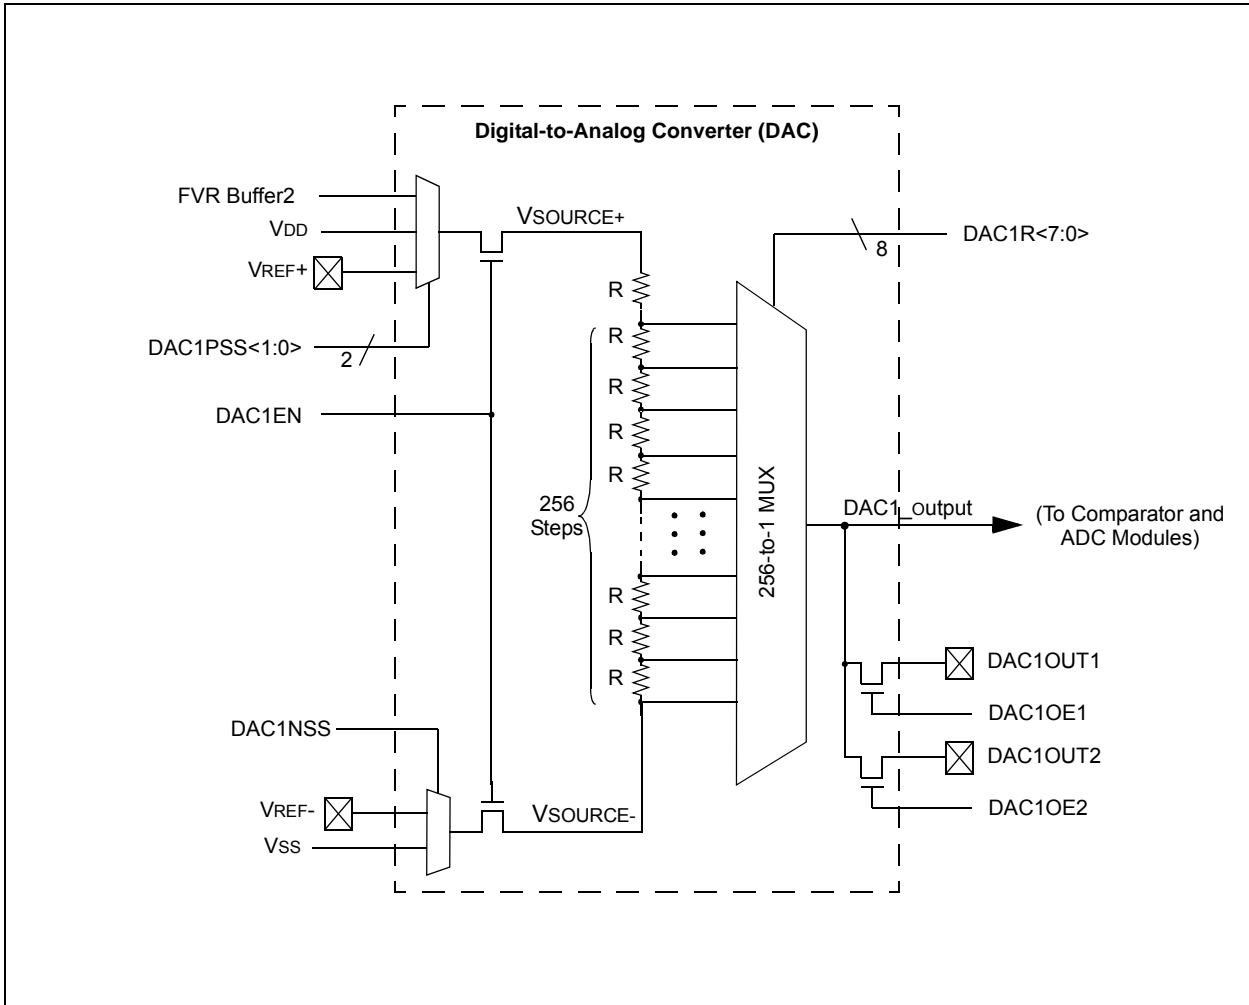 Digital-to-Analog Converter (DAC)
FVR Buffer2
VDD
VREF+
DAC1PSS<1:0>
2
DAC1EN
VSOURCE+
8
DAC1R<7:0>
R
R
R
R
R
256
Steps
R
R
R
256-to-1 MUX
DAC1_output
(To Comparator and
ADC Modules)
DAC1OUT1
DAC1OE1
DAC1OUT2
DAC1OE2
DAC1NSS
VREF-
VSS
VSOURCE-